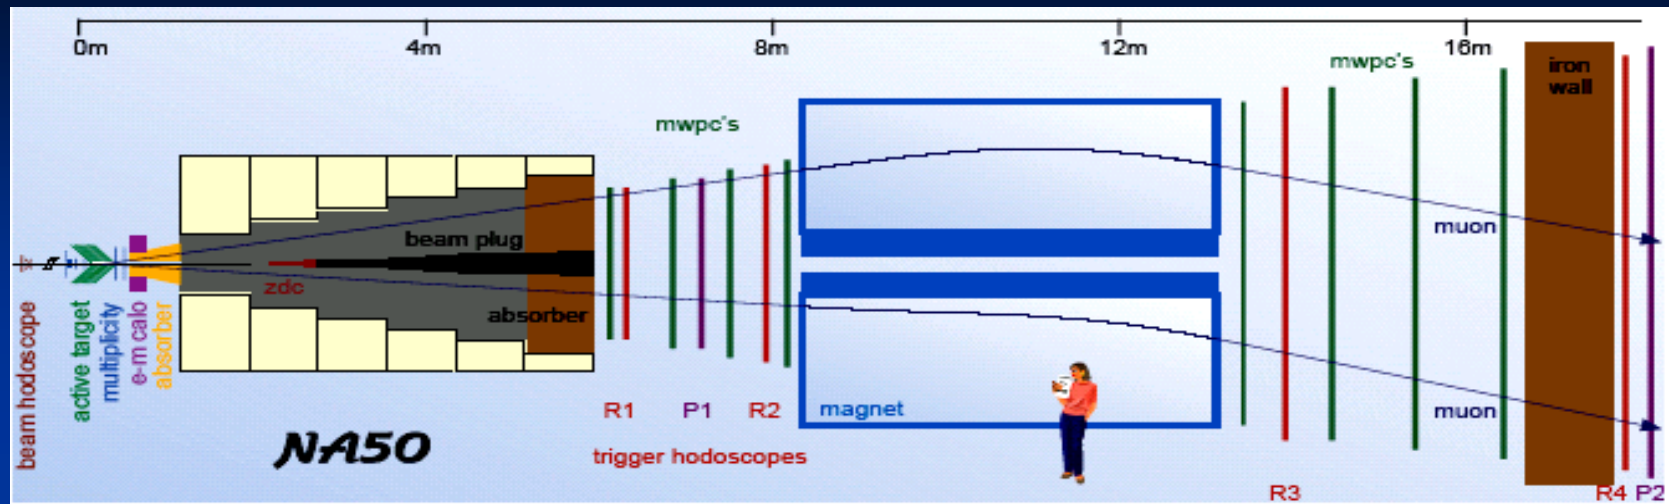 0m 4m 8m 12m 16m
mwpc's
iron
wall
mwpc's
beam plug
zdc
absorber
muon
muon
beam hodoscope
active target
multiplicity
e-m calo
absorber
R1 P1 R2
magnet
NA50
trigger hodoscopes
R3
R4 P2